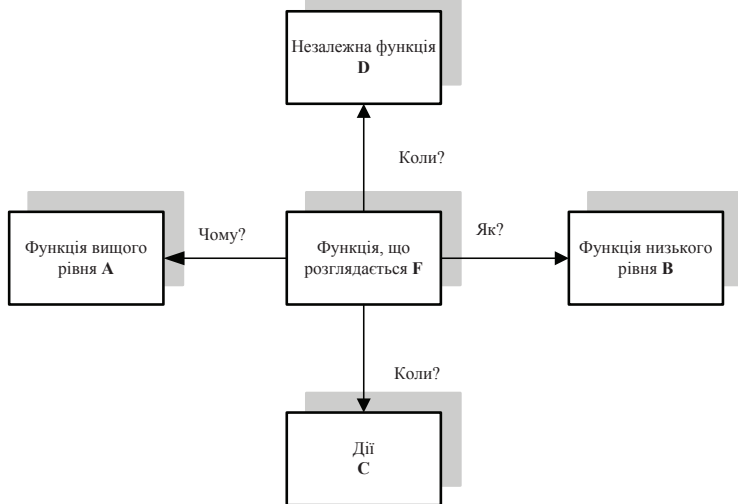 Незалежна функція
D
Коли?
Чому?
Як?
Функція вищого
рівня A
Функція, що
розглядається F
Функція низького
рівня B
Коли?
Дії
C